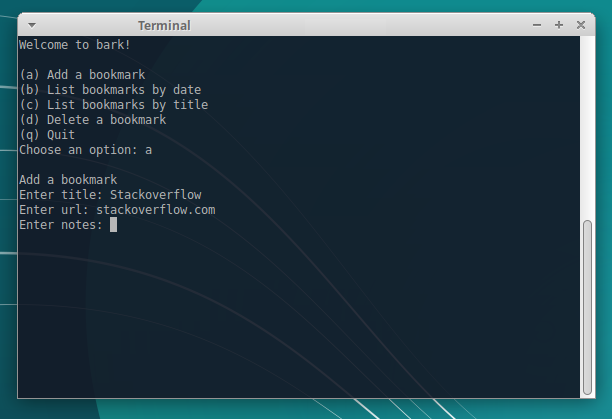 Terminal
Welcome to bark!
(a) Add a bookmark
(b) List bookmarks by date
(c) List bookmarks by title
(d) Delete a bookmark
(q) Quit
Choose an option: a
Add a bookmark
Enter title: Stackoverflow
Enter url: stackoverflow.com
Enter notes: